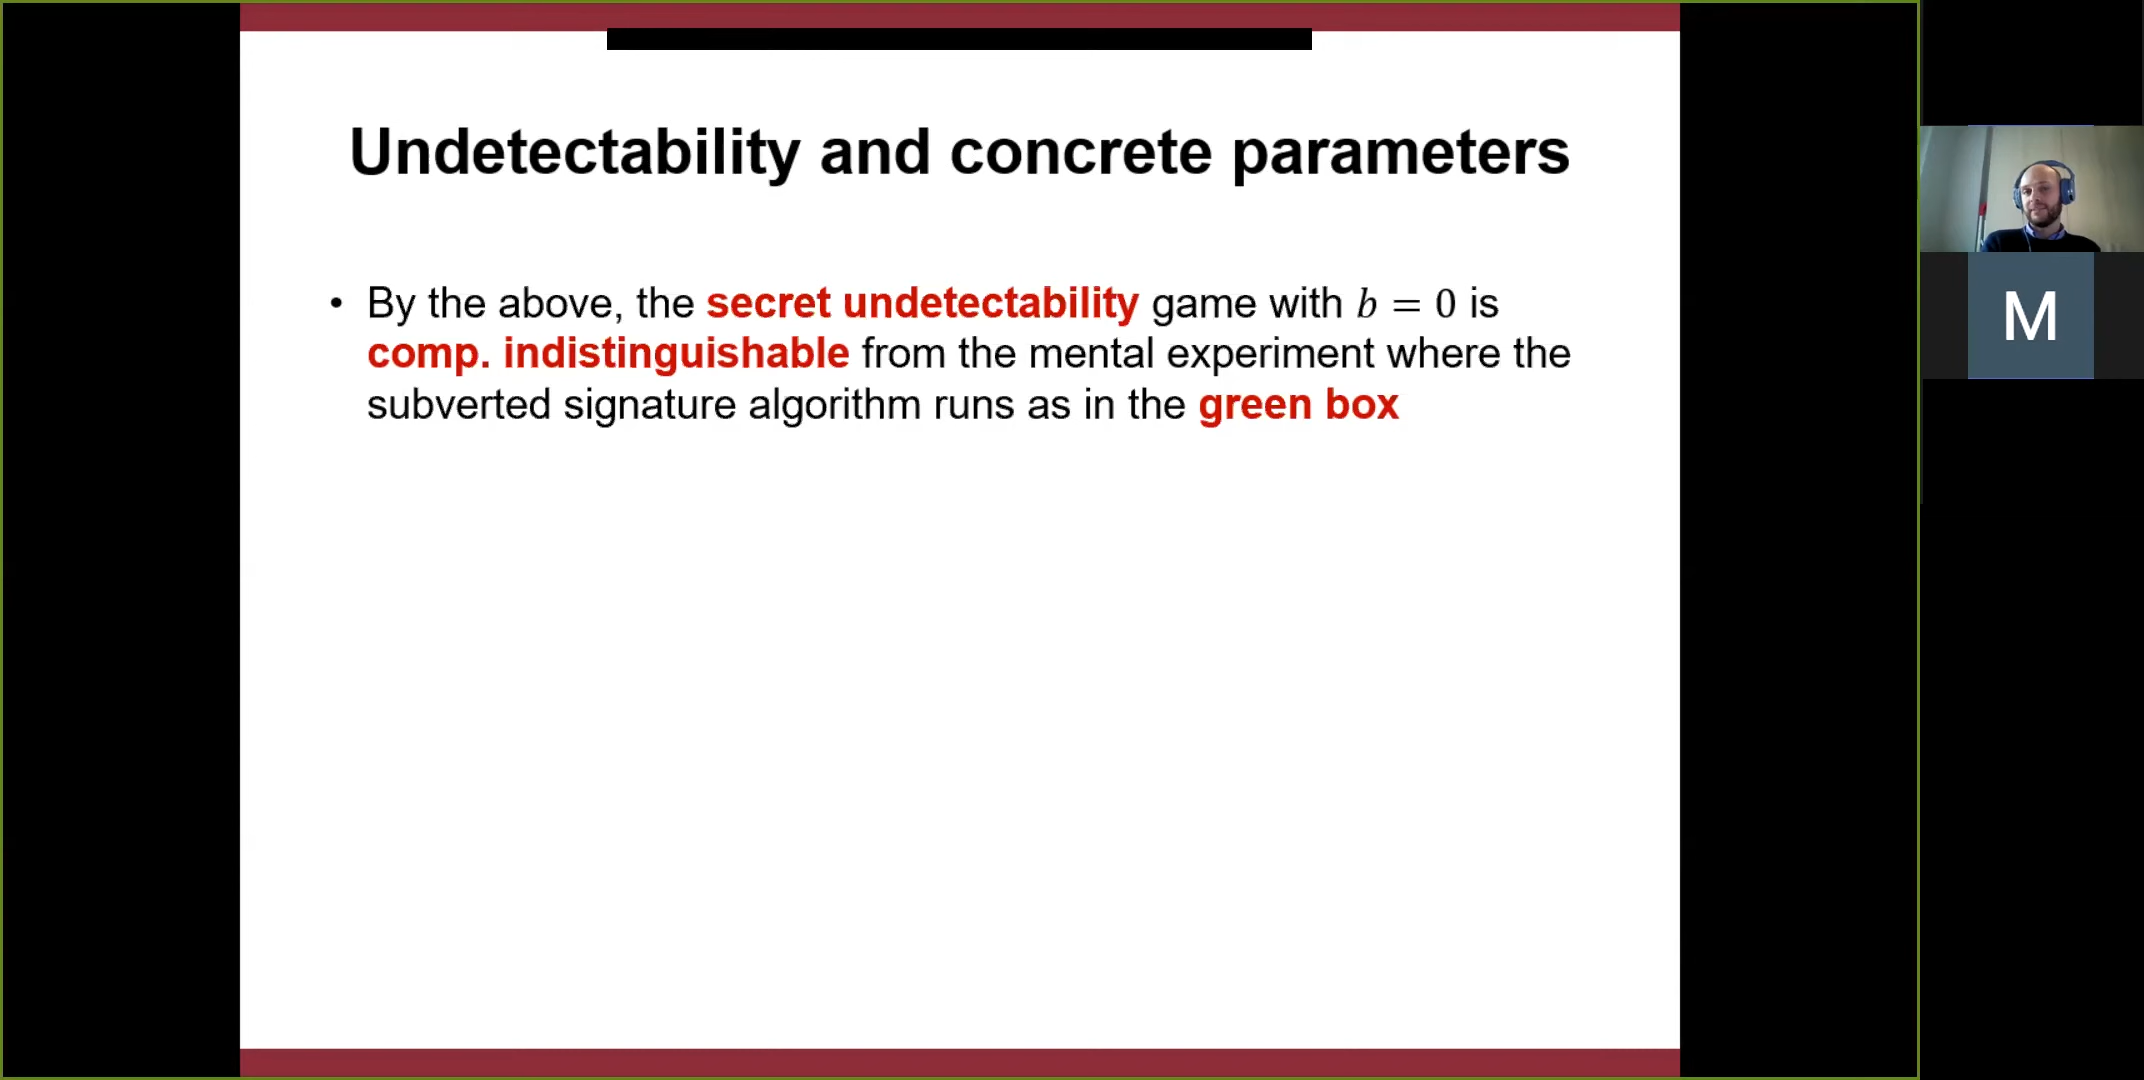 Undetectability and concrete parameters
• By the above, the secret undetectability game with b = 0 is
comp. indistinguishable from the mental experiment where the
subverted signature algorithm runs as in the green box
M